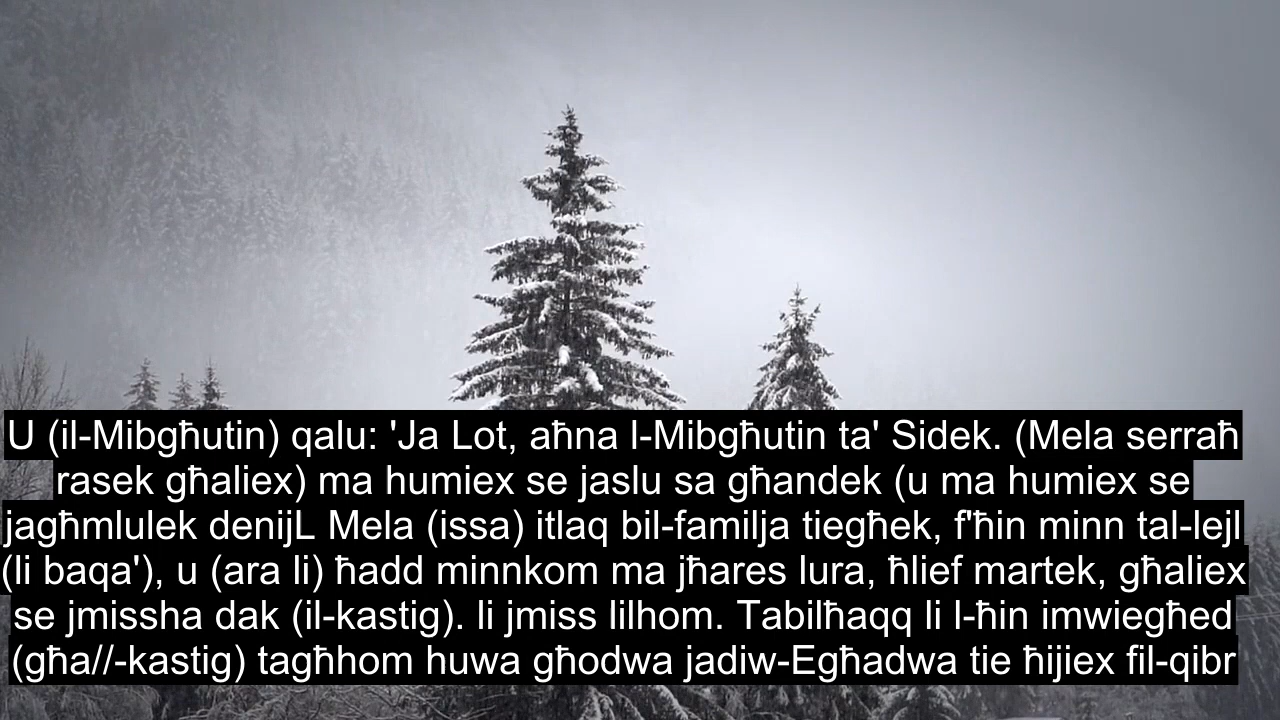 U (il-Mibgħutin) qalu: 'Ja Lot, aħna l-Mibgħutin ta' Sidek. (Mela serraħ
rasek għaliex) ma humiex se jaslu sa għandek (u ma humiex se
jagħmlulek denijL Mela (issa) itlaq bil-familja tiegħek, f'ħin minn tal-lejl
(li baqa'), u (ara li) ħadd minnkom ma jħares lura, ħlief martek, għaliex
se jmissha dak (il-kastig). li jmiss lilhom. Tabilħaqq li l-ħin imwiegħed
(għa//-kastig) tagħhom huwa għodwa jadiw-Egħadwa tie ħijiex fil-qibr